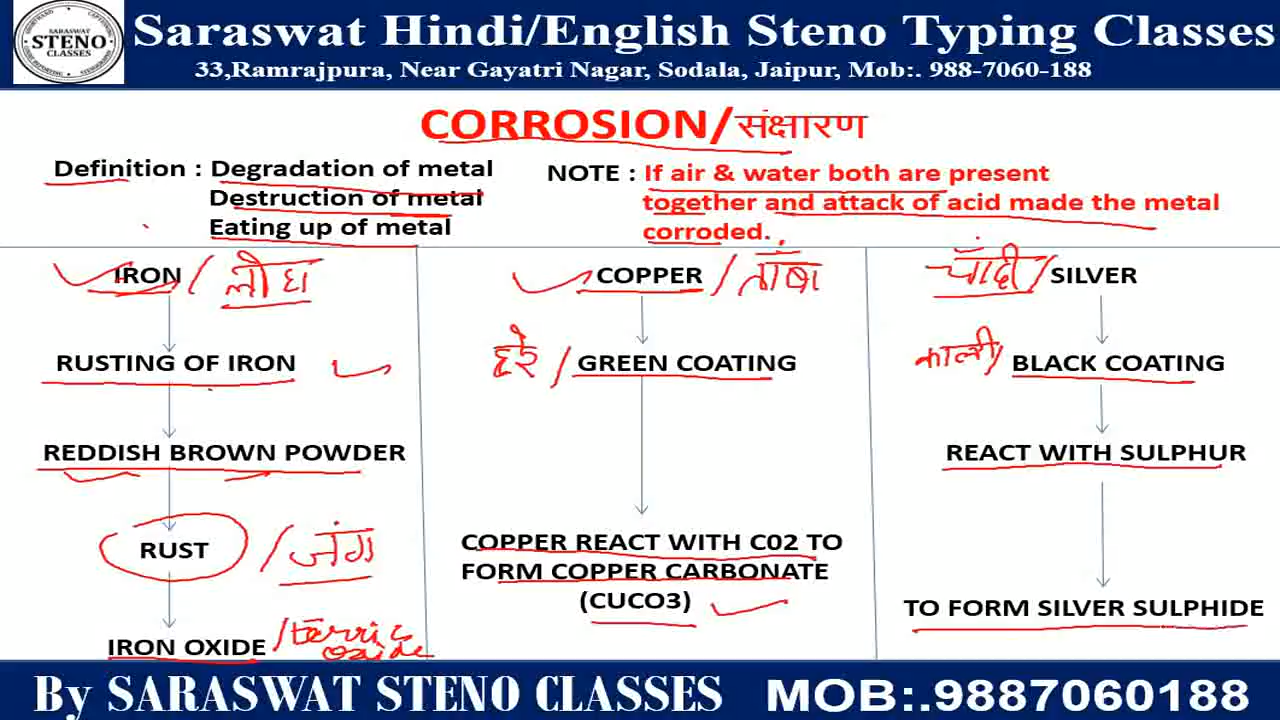 SARASWAT
STENO
CLASSES
Saraswat Hindi/English Steno Typing Classes
33,Ramrajpura, Near Gayatri Nagar, Sodala, Jaipur, Mob:. 988-7060-188
CORROSION/संक्षारण
Definition : Degradation of metal
Destruction of metal
Eating up of metal
NOTE : If air & water both are present
together and attack of acid made the metal
corroded.
IRON / लौघ
RUSTING OF IRON
REDDISH BROWN POWDER
RUST / जंग
IRON OXIDE / ferric
oxide
COPPER / तांबा
हरे / GREEN COATING
COPPER REACT WITH C02 TO
FORM COPPER CARBONATE
(CUCO3)
चांदी / SILVER
काली / BLACK COATING
REACT WITH SULPHUR
TO FORM SILVER SULPHIDE
By SARASWAT STENO CLASSES
MOB:.9887060188